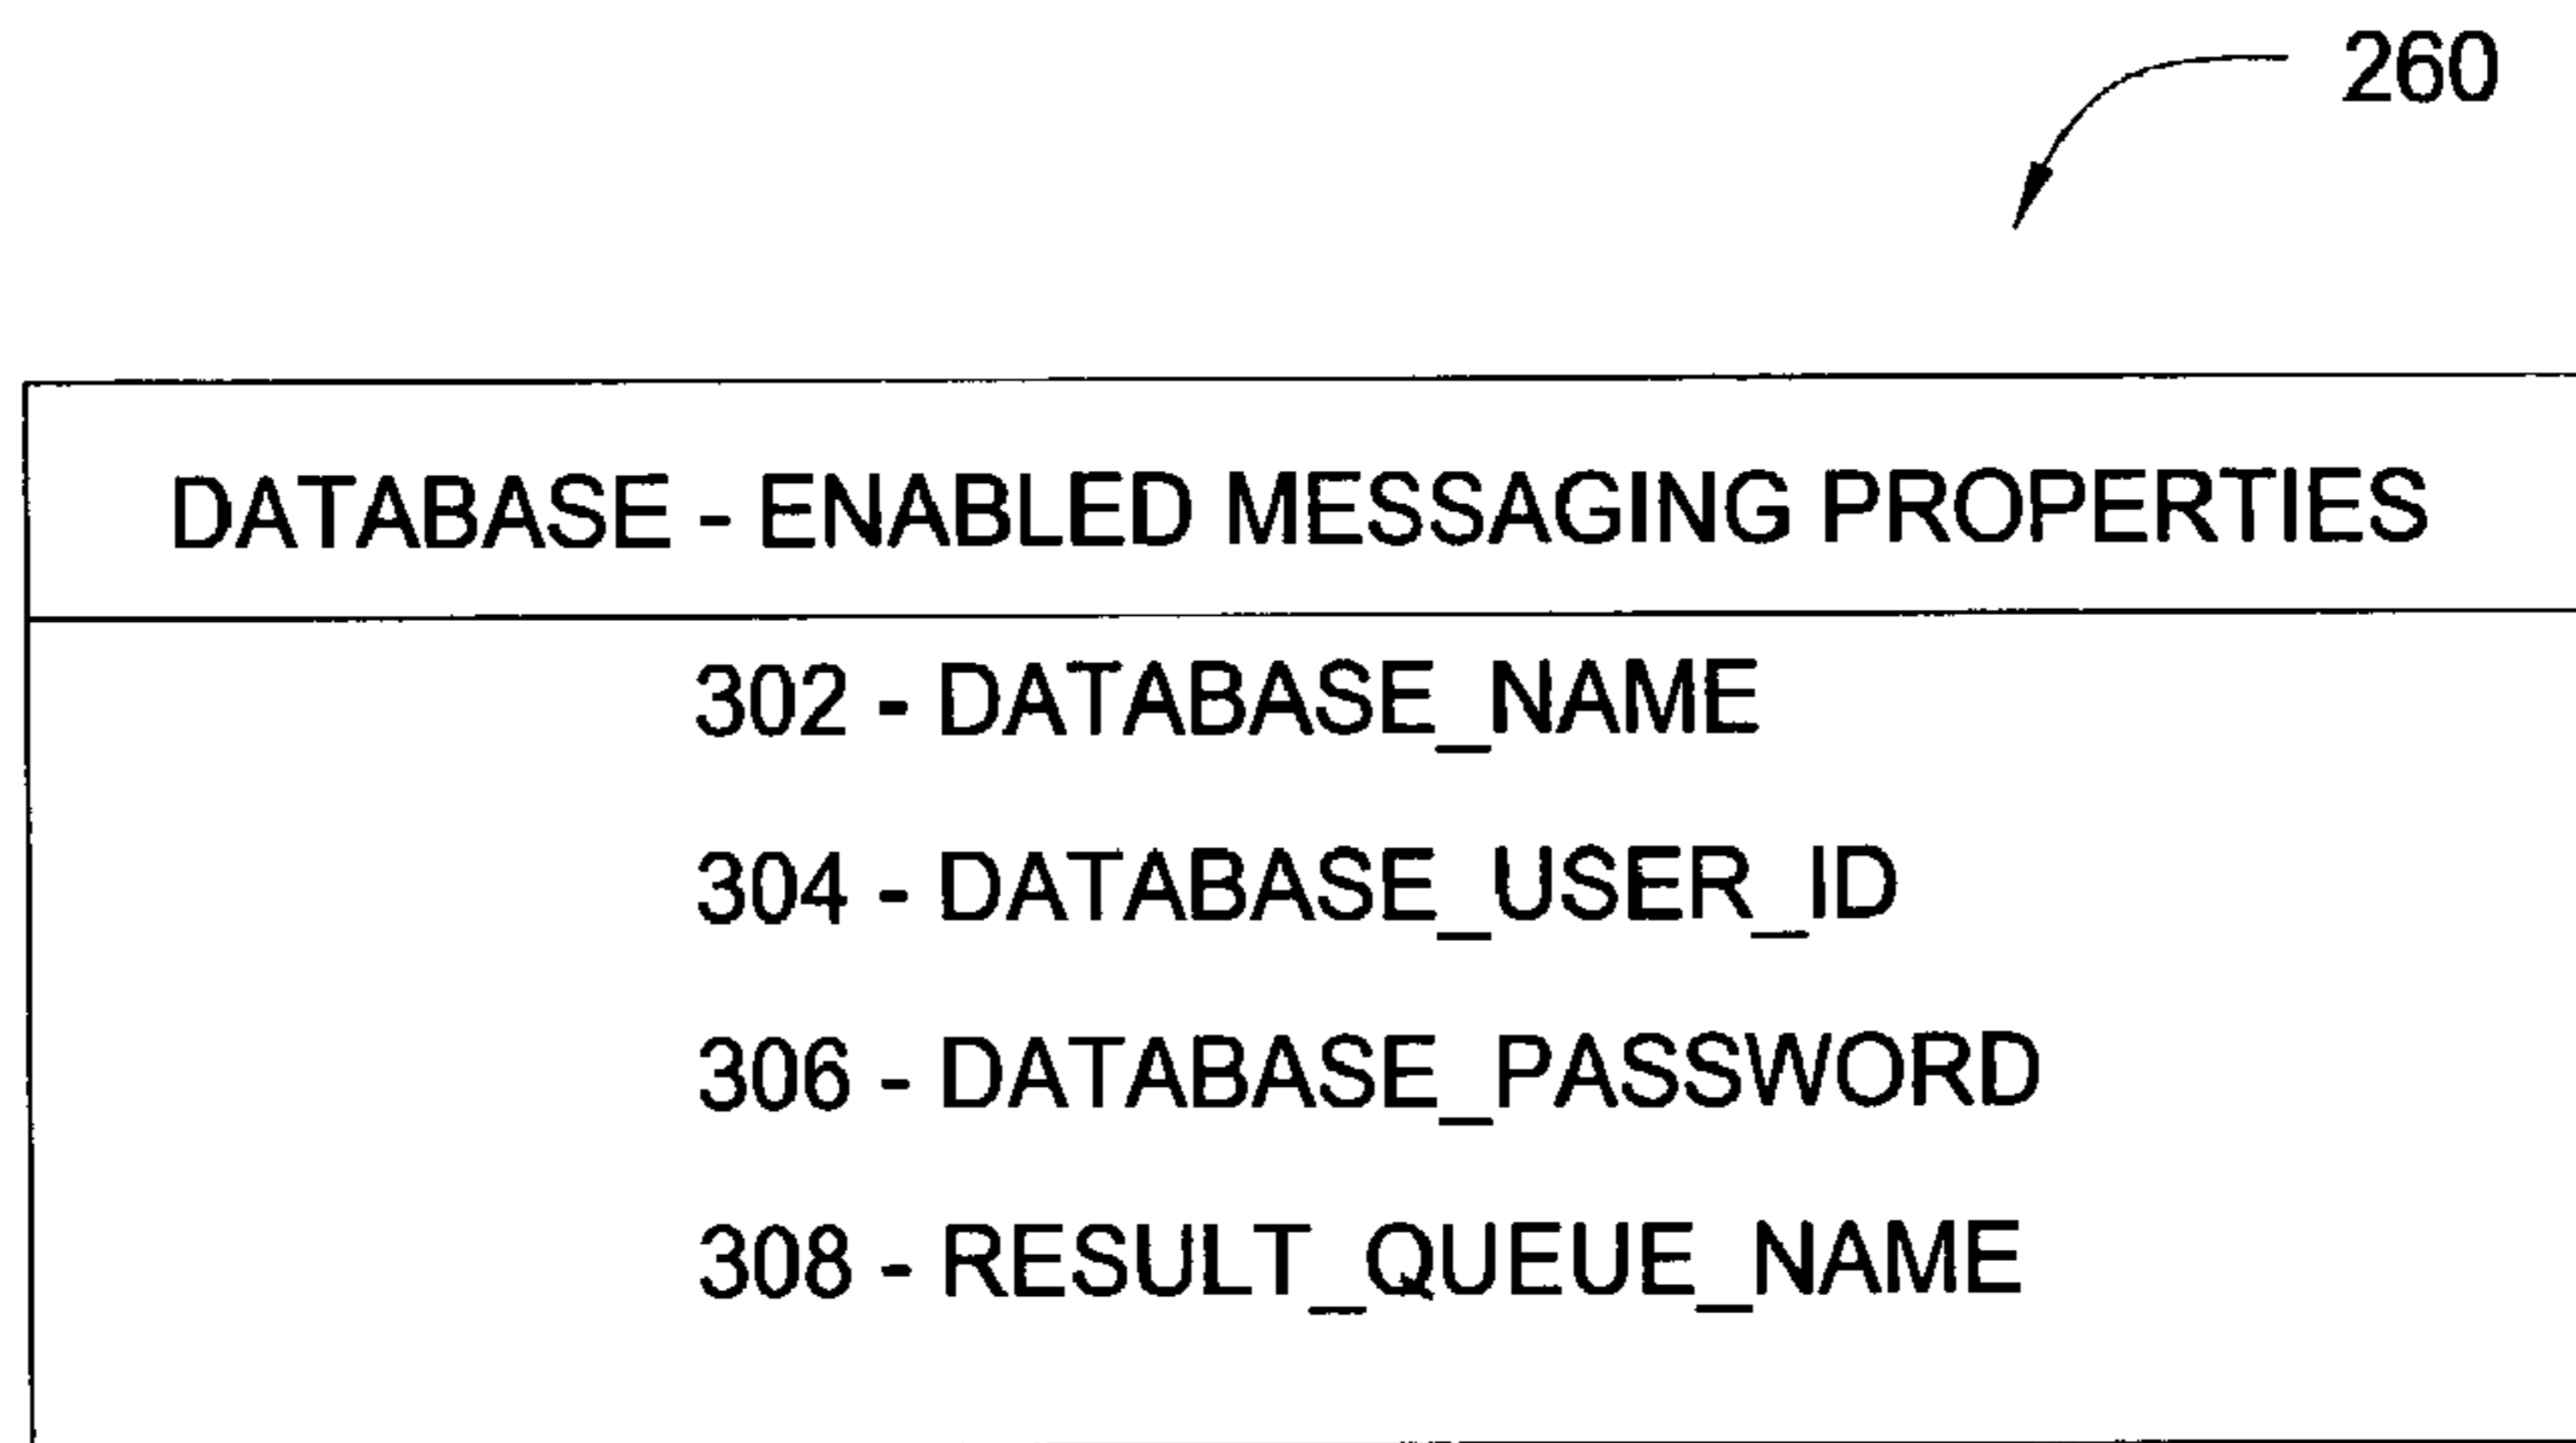 260
DATABASE - ENABLED MESSAGING PROPERTIES
302 - DATABASE_NAME
304 - DATABASE_USER_ID
306 - DATABASE_PASSWORD
308 - RESULT_QUEUE_NAME